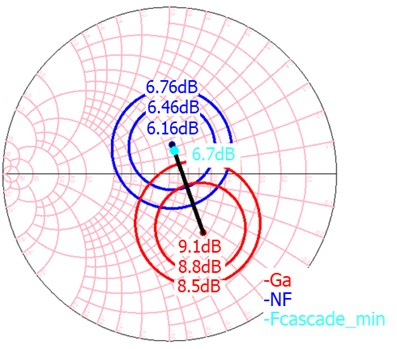 6.76dB
6.46dB
6.16dB
6.7dB
9.1dB
8.8dB
8.5dB
-Ga
-NF
-Fcascade_min